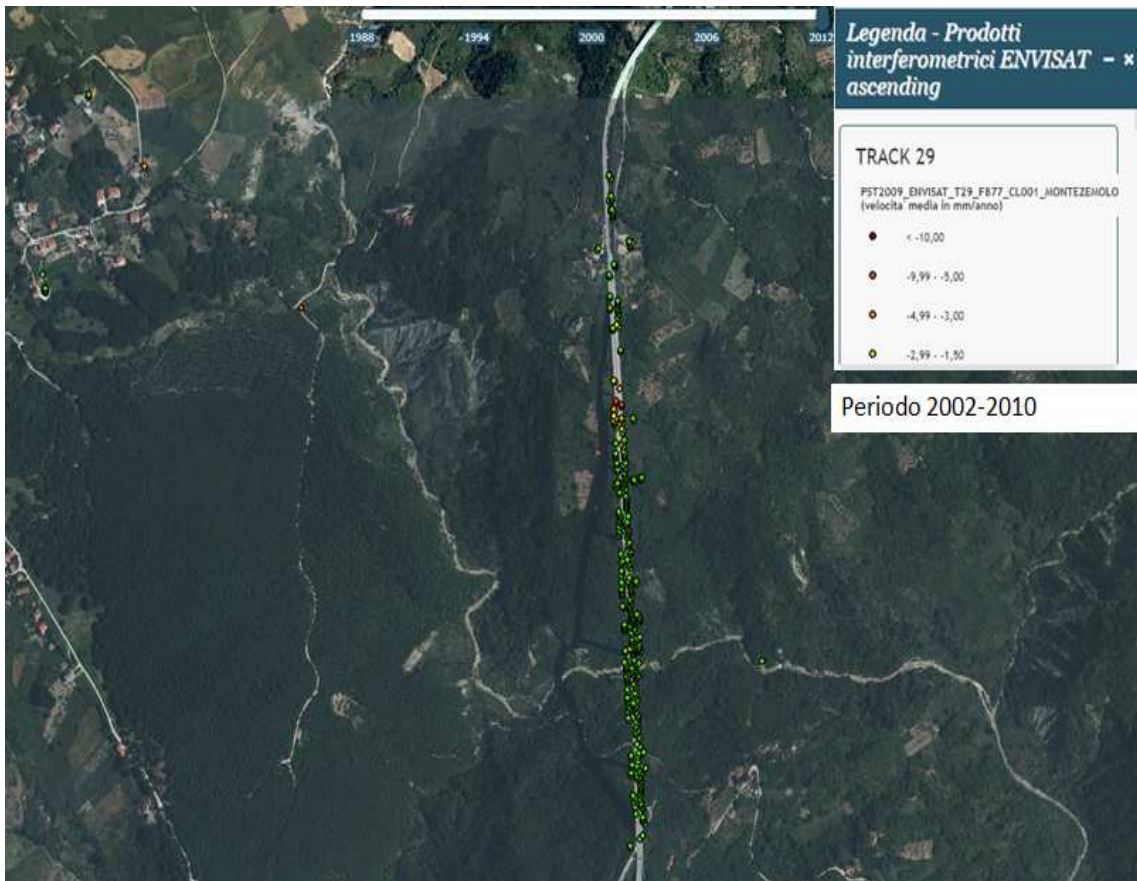 1988 1994 2000 2006 2012
Legenda - Prodotti
interferometrici ENVISAT
ascending
TRACK 29
PST2009_ENVISAT_T29_F877_CL001_MONTEZEMOLO
(velocita' media in mm/anno)
< -10,00
-9,99 - -5,00
-4,99 - -3,00
-2,99 - -1,50
Periodo 2002-2010